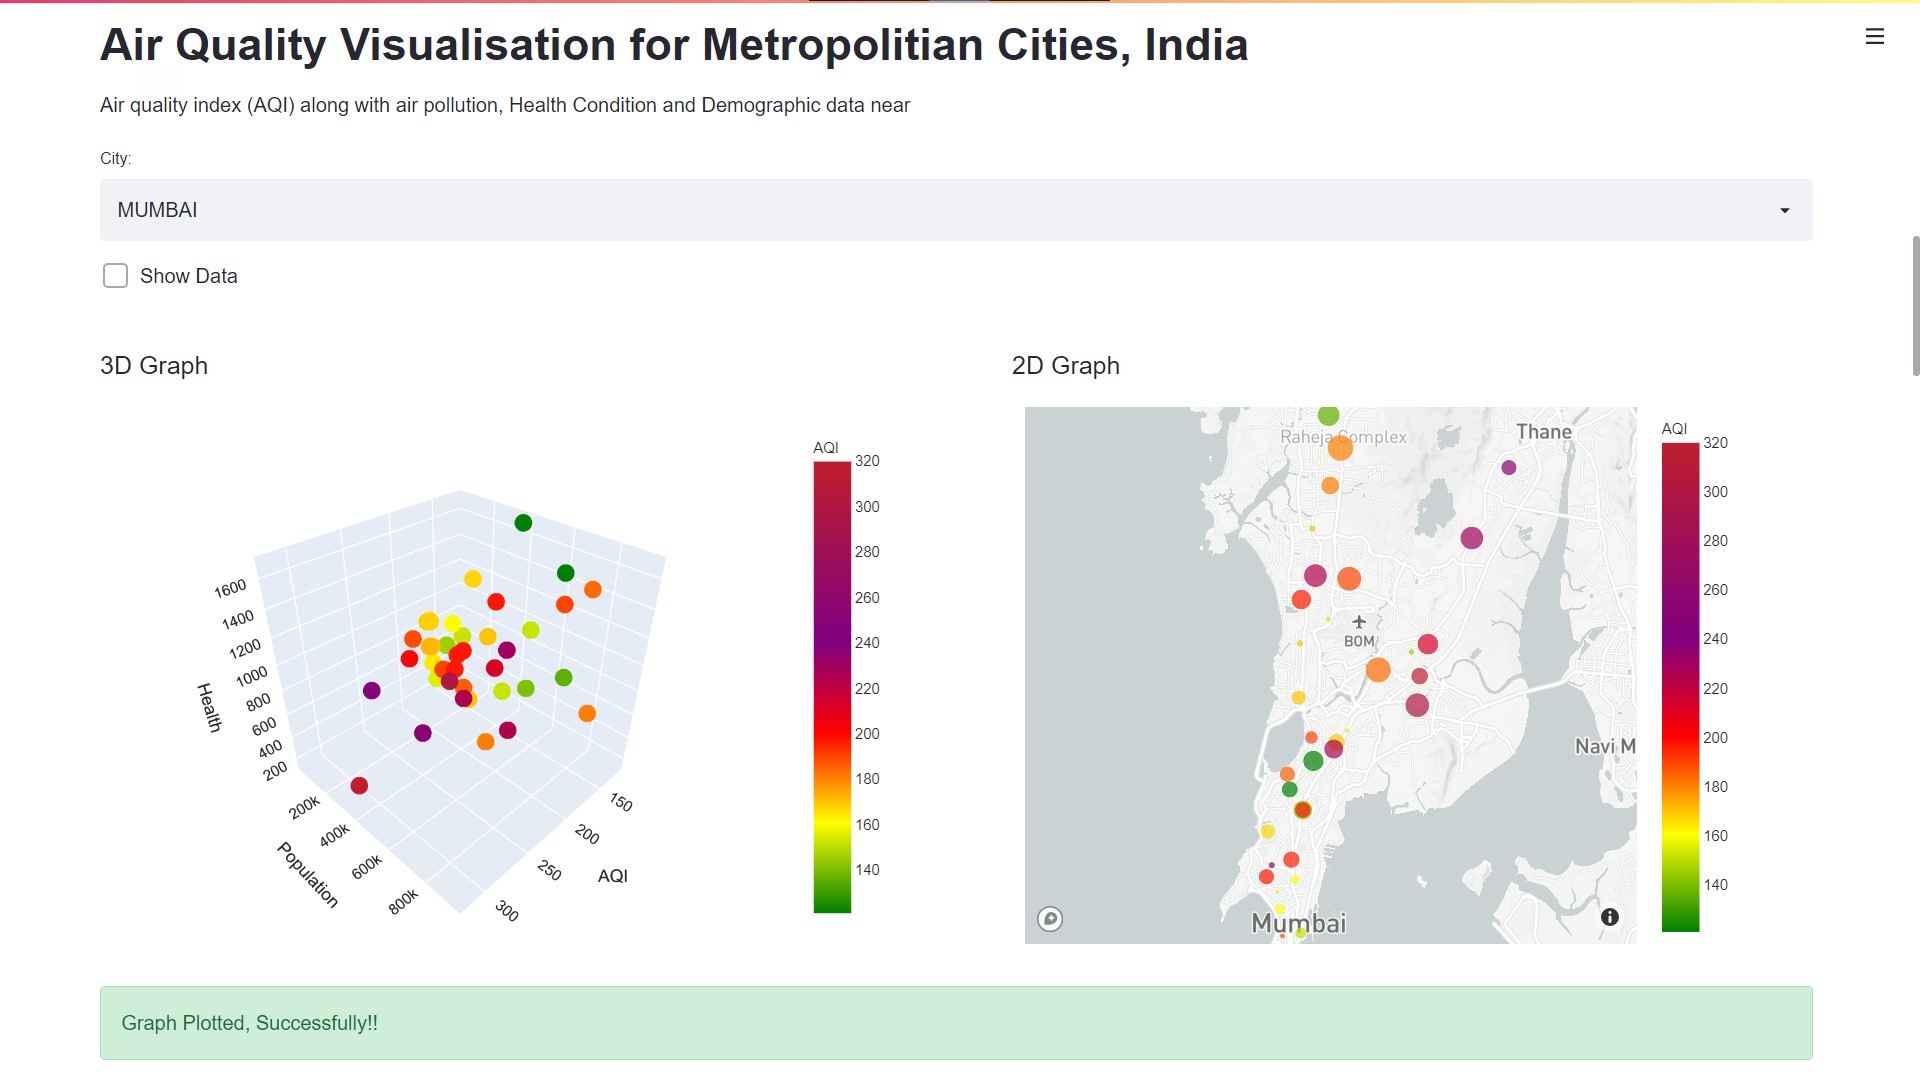 Air Quality Visualisation for Metropolitian Cities, India
Air quality index (AQI) along with air pollution, Health Condition and Demographic data near
City:
MUMBAI
Show Data
3D Graph
AQI
320
300
280
260
240
220
200
180
160
140
1600
1400
1200
1000
800
600
400
200
Health
200k
400k
600k
800k
Population
150
200
250
300
AQI
2D Graph
Raheja Complex
Thane
BOM
Navi M
Mumbai
AQI
320
300
280
260
240
220
200
180
160
140
Graph Plotted, Successfully!!